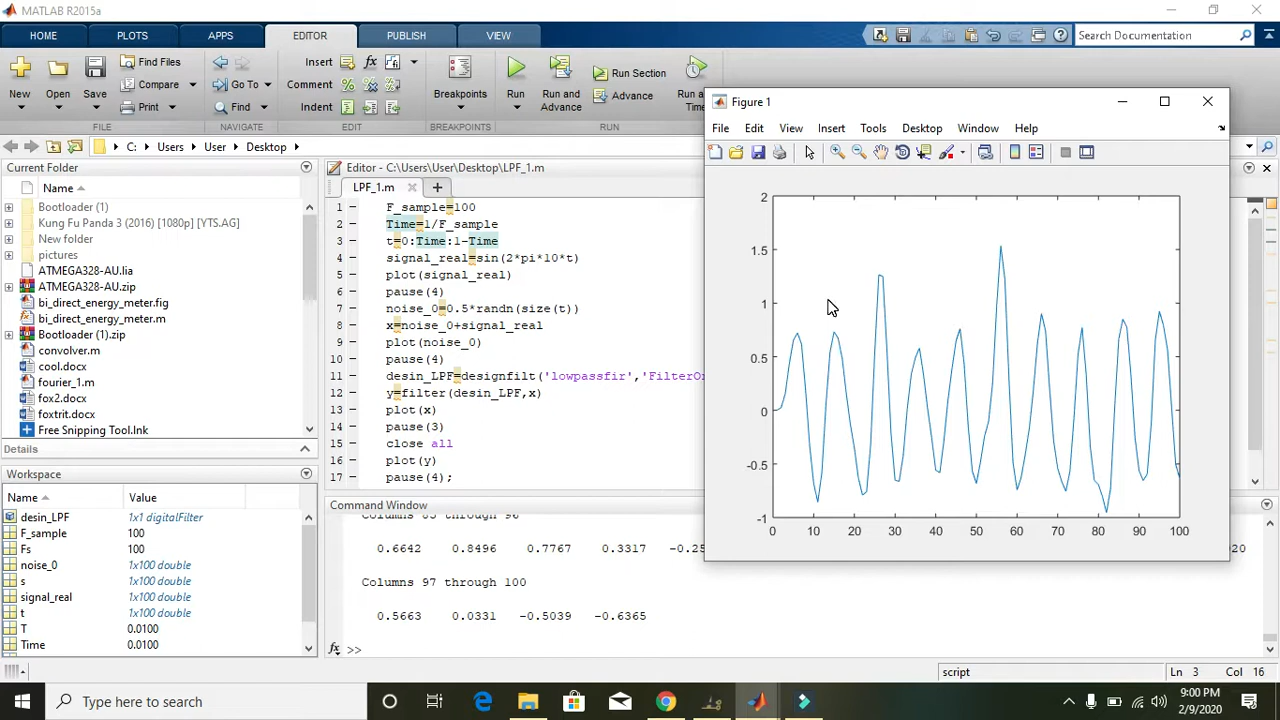 MATLAB R2015a
HOME PLOTS APPS EDITOR PUBLISH VIEW Search Documentation
New Open Save Find Files Compare Print
Go To Find
Insert Comment Indent
Breakpoints
Run Run and Advance Run Section Advance
FILE NAVIGATE EDIT BREAKPOINTS RUN
C: Users User Desktop
Current Folder
Name
Bootloader (1)
Kung Fu Panda 3 (2016) [1080p] [YTS.AG]
New folder
pictures
ATMEGA328-AU.lia
ATMEGA328-AU.zip
bi_direct_energy_meter.fig
bi_direct_energy_meter.m
Bootloader (1).zip
convolver.m
cool.docx
fourier_1.m
fox2.docx
foxtrit.docx
Free Snipping Tool.lnk
Details
Workspace
Name Value
desin_LPF 1x1 digitalFilter
F_sample 100
Fs 100
noise_0 1x100 double
s 1x100 double
signal_real 1x100 double
t 1x100 double
T 0.0100
Time 0.0100
Editor - C:\Users\User\Desktop\LPF_1.m
LPF_1.m
1 F_sample=100
2 Time=1/F_sample
3 t=0:Time:1-Time
4 signal_real=sin(2*pi*10*t)
5 plot(signal_real)
6 pause(4)
7 noise_0=0.5*randn(size(t))
8 x=noise_0+signal_real
9 plot(noise_0)
10 pause(4)
11 desin_LPF=designfilt('lowpassfir','FilterOr
12 y=filter(desin_LPF,x)
13 plot(x)
14 pause(3)
15 close all
16 plot(y)
17 pause(4);
Command Window
0.6642 0.8496 0.7767 0.3317
Columns 97 through 100
0.5663 0.0331 -0.5039 -0.6365
fx >>
Figure 1
File Edit View Insert Tools Desktop Window Help
2
1.5
1
0.5
0
-0.5
-1
0 10 20 30 40 50 60 70 80 90 100
script Ln 3 Col 16
Type here to search
9:00 PM
2/9/2020